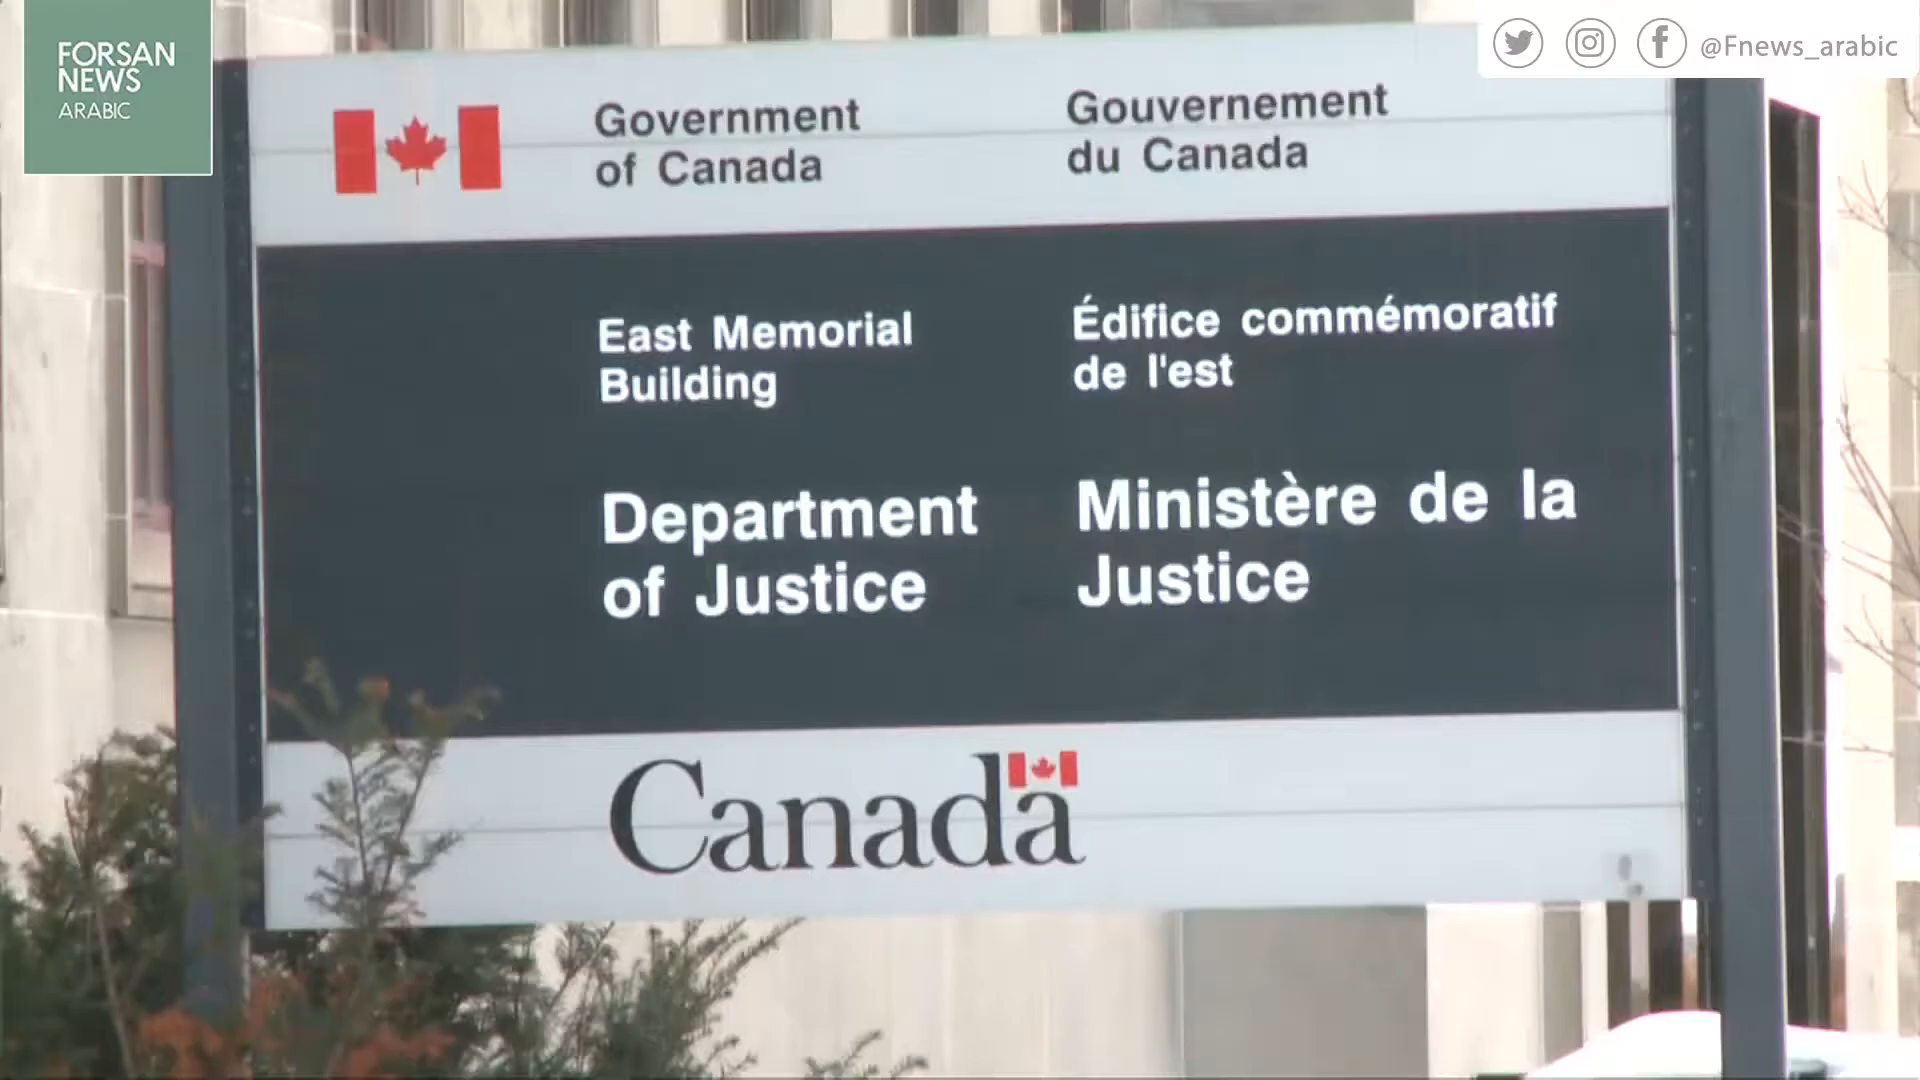 FORSAN
NEWS
ARABIC
@Fnews_arabic
Government
of Canada
Gouvernement
du Canada
East Memorial
Building
Édifice commémoratif
de l'est
Department
of Justice
Ministère de la
Justice
Canada